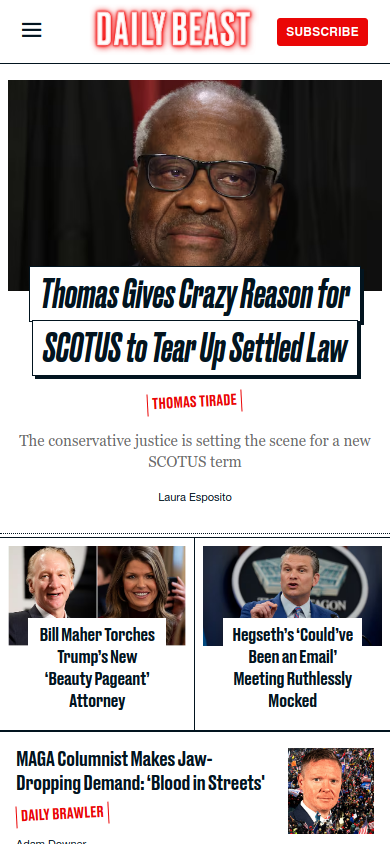 DAILY BEAST
SUBSCRIBE
Thomas Gives Crazy Reason for
SCOTUS to Tear Up Settled Law
THOMAS TIRADE
The conservative justice is setting the scene for a new
SCOTUS term
Laura Esposito
Bill Maher Torches
Trump's New
'Beauty Pageant'
Attorney
Hegseth's 'Could've
Been an Email'
Meeting Ruthlessly
Mocked
MAGA Columnist Makes Jaw-
Dropping Demand: 'Blood in Streets'
DAILY BRAWLER
Adam Downer